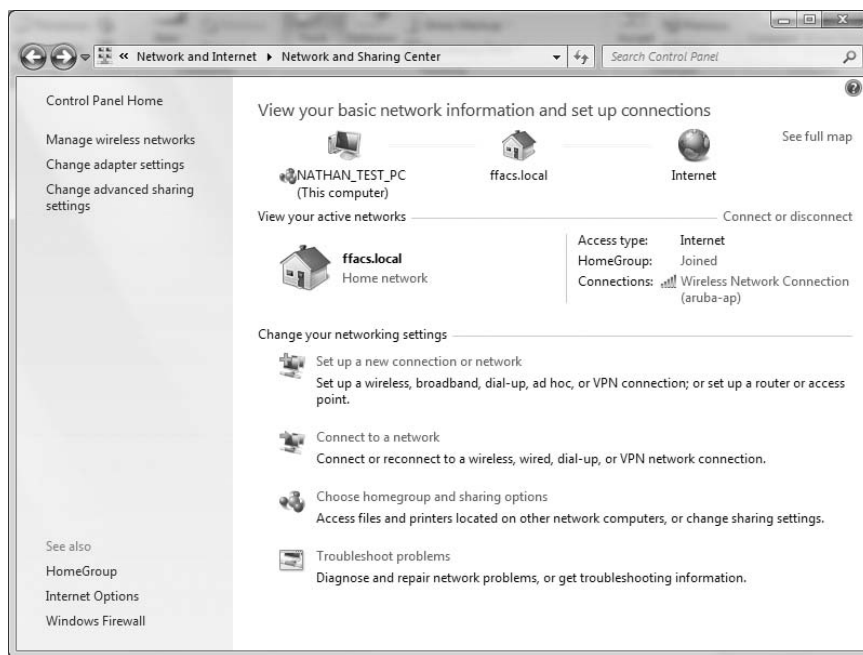 « Network and Internet ▸ Network and Sharing Center
Search Control Panel
Control Panel Home
Manage wireless networks
Change adapter settings
Change advanced sharing
settings
See also
HomeGroup
Internet Options
Windows Firewall
View your basic network information and set up connections
See full map
NATHAN_TEST_PC
(This computer)
ffacs.local
Internet
View your active networks
Connect or disconnect
ffacs.local
Home network
Access type: Internet
HomeGroup: Joined
Connections: Wireless Network Connection
(aruba-ap)
Change your networking settings
Set up a new connection or network
Set up a wireless, broadband, dial-up, ad hoc, or VPN connection; or set up a router or access
point.
Connect to a network
Connect or reconnect to a wireless, wired, dial-up, or VPN network connection.
Choose homegroup and sharing options
Access files and printers located on other network computers, or change sharing settings.
Troubleshoot problems
Diagnose and repair network problems, or get troubleshooting information.